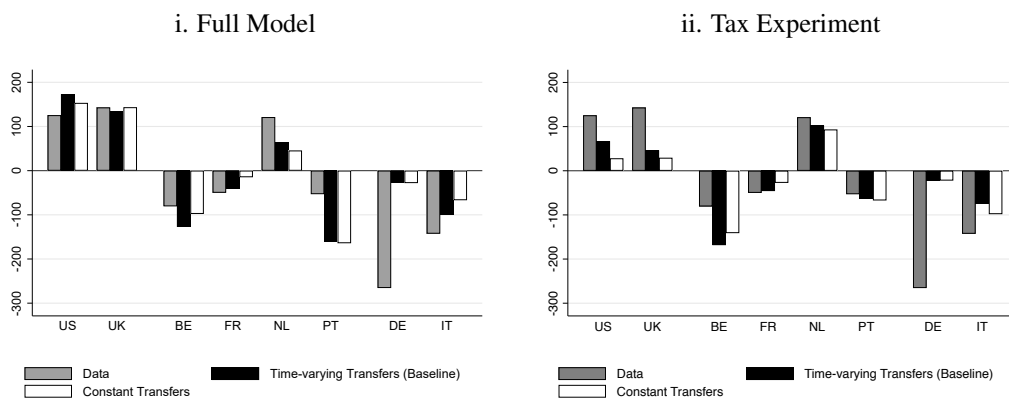 i. Full Model
200
100
0
-100
-200
-300
US UK BE FR NL PT DE IT
Data
Time-varying Transfers (Baseline)
Constant Transfers
ii. Tax Experiment
200
100
0
-100
-200
-300
US UK BE FR NL PT DE IT
Data
Time-varying Transfers (Baseline)
Constant Transfers